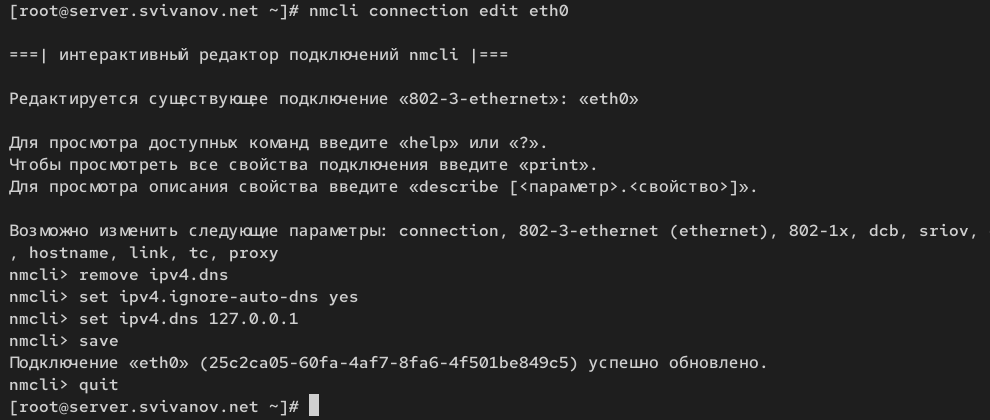 [root@server.svivanov.net ~]# nmcli connection edit eth0
===| интерактивный редактор подключений nmcli |===
Редактируется существующее подключение «802-3-ethernet»: «eth0»
Для просмотра доступных команд введите «help» или «?».
Чтобы просмотреть все свойства подключения введите «print».
Для просмотра описания свойства введите «describe [<параметр>.<свойство>]».
Возможно изменить следующие параметры: connection, 802-3-ethernet (ethernet), 802-1x, dcb, sriov,
, hostname, link, tc, proxy
nmcli> remove ipv4.dns
nmcli> set ipv4.ignore-auto-dns yes
nmcli> set ipv4.dns 127.0.0.1
nmcli> save
Подключение «eth0» (25c2ca05-60fa-4af7-8fa6-4f501be849c5) успешно обновлено.
nmcli> quit
[root@server.svivanov.net ~]#